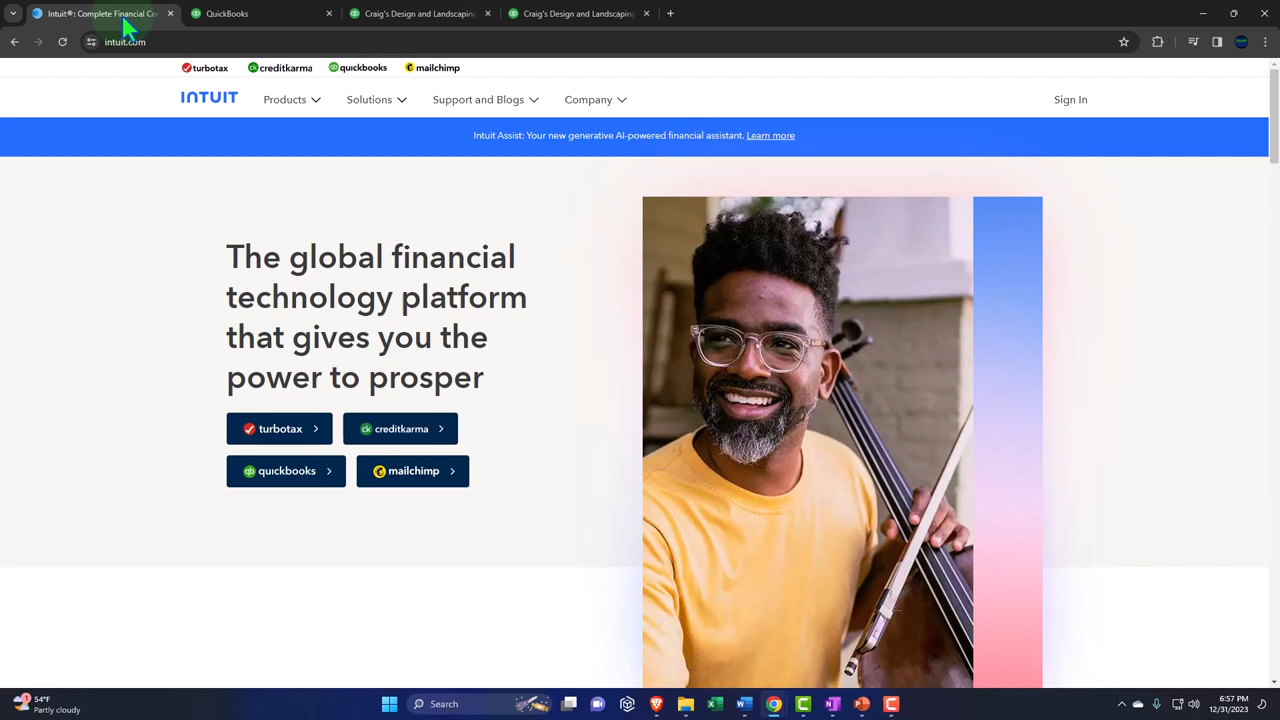 Intuit®: Complete Financial Co
QuickBooks
Craig's Design and Landscaping
Craig's Design and Landscaping
intuit.com
turbotax
creditkarma
quickbooks
mailchimp
INTUIT
Products
Solutions
Support and Blogs
Company
Sign In
Intuit Assist: Your new generative AI-powered financial assistant. Learn more
The global financial
technology platform
that gives you the
power to prosper
turbotax
creditkarma
quickbooks
mailchimp
1
54°F
Partly cloudy
Search
6:57 PM
12/31/2023